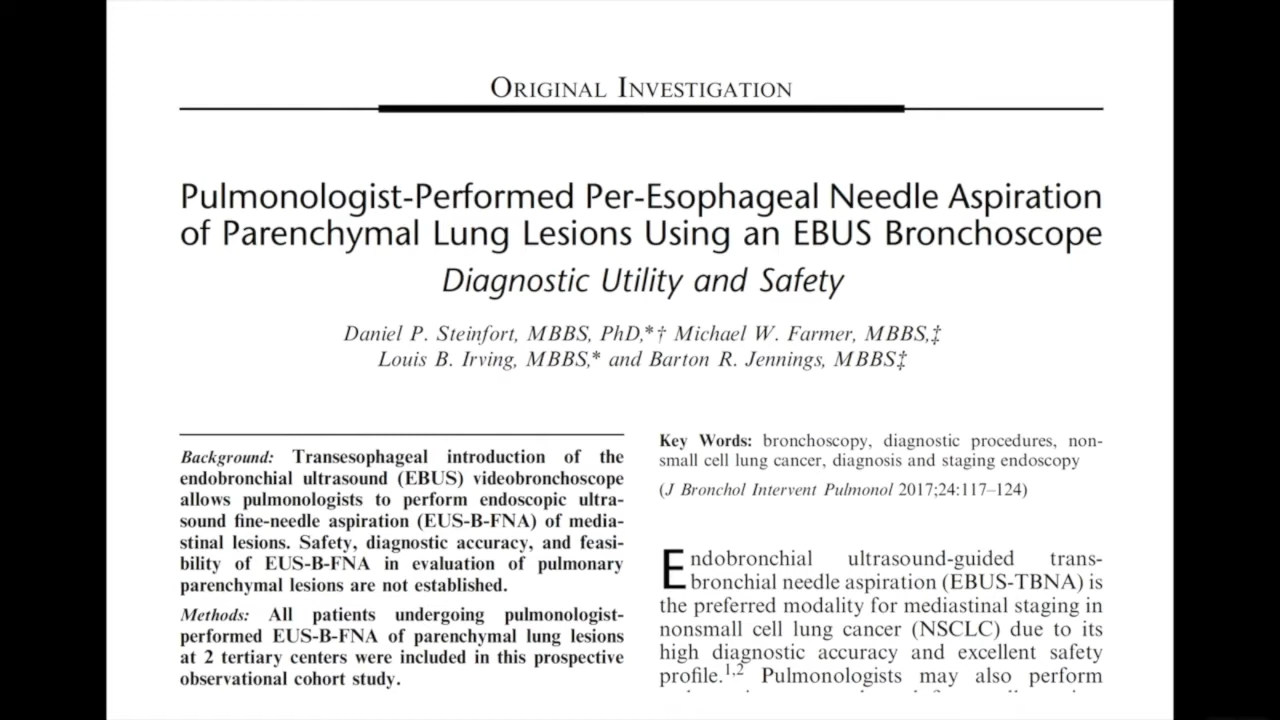 ORIGINAL INVESTIGATION
Pulmonologist-Performed Per-Esophageal Needle Aspiration
of Parenchymal Lung Lesions Using an EBUS Bronchoscope
Diagnostic Utility and Safety
Daniel P. Steinfort, MBBS, PhD,*† Michael W. Farmer, MBBS,‡
Louis B. Irving, MBBS,* and Barton R. Jennings, MBBS‡
Background: Transesophageal introduction of the
endobronchial ultrasound (EBUS) videobronchoscope
allows pulmonologists to perform endoscopic ultra-
sound fine-needle aspiration (EUS-B-FNA) of media-
stinal lesions. Safety, diagnostic accuracy, and feasi-
bility of EUS-B-FNA in evaluation of pulmonary
parenchymal lesions are not established.
Methods: All patients undergoing pulmonologist-
performed EUS-B-FNA of parenchymal lung lesions
at 2 tertiary centers were included in this prospective
observational cohort study.
Key Words: bronchoscopy, diagnostic procedures, non-
small cell lung cancer, diagnosis and staging endoscopy
(J Bronchol Intervent Pulmonol 2017;24:117–124)
Endobronchial ultrasound-guided trans-
bronchial needle aspiration (EBUS-TBNA) is
the preferred modality for mediastinal staging in
nonsmall cell lung cancer (NSCLC) due to its
high diagnostic accuracy and excellent safety
profile.1,2 Pulmonologists may also perform